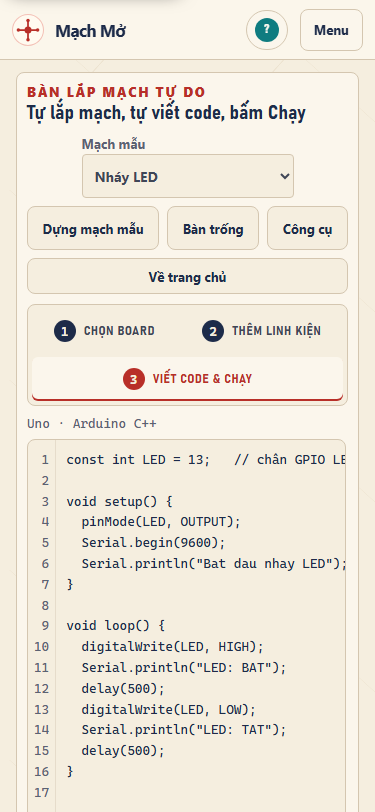 Mạch Mở
?
Menu
BÀN LẮP MẠCH TỰ DO
Tự lắp mạch, tự viết code, bấm Chạy
Mạch mẫu
Nháy LED
Dựng mạch mẫu
Bàn trống
Công cụ
Về trang chủ
1 CHỌN BOARD
2 THÊM LINH KIỆN
3 VIẾT CODE & CHẠY
Uno · Arduino C++
1 const int LED = 13;   // chân GPIO LE
2
3 void setup() {
4   pinMode(LED, OUTPUT);
5   Serial.begin(9600);
6   Serial.println("Bat dau nhay LED");
7 }
8
9 void loop() {
10   digitalWrite(LED, HIGH);
11   Serial.println("LED: BAT");
12   delay(500);
13   digitalWrite(LED, LOW);
14   Serial.println("LED: TAT");
15   delay(500);
16 }
17